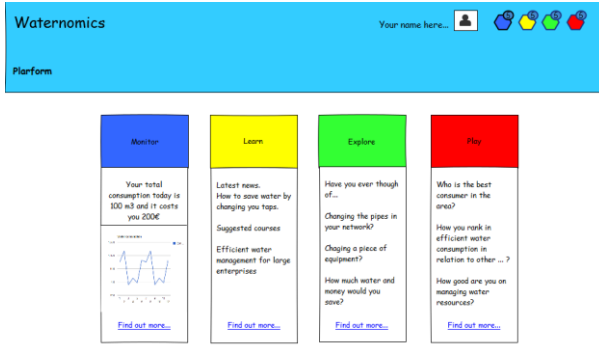 Waternomics
Your name here...
Plarform
Monitor
Learn
Explore
Play
Your total
consumption today is
100 m3 and it costs
you 200€
Latest news.
How to save water by
changing you taps.
Suggested courses
Efficient water
management for large
enterprises
Have you ever though
of...
Changing the pipes in
your network?
Chaging a piece of
equipment?
How much water and
money would you
save?
Who is the best
consumer in the
area?
How you rank in
efficient water
consumption in
relation to other ... ?
How good are you on
managing water
resources?
Find out more...
Find out more...
Find out more...
Find out more...